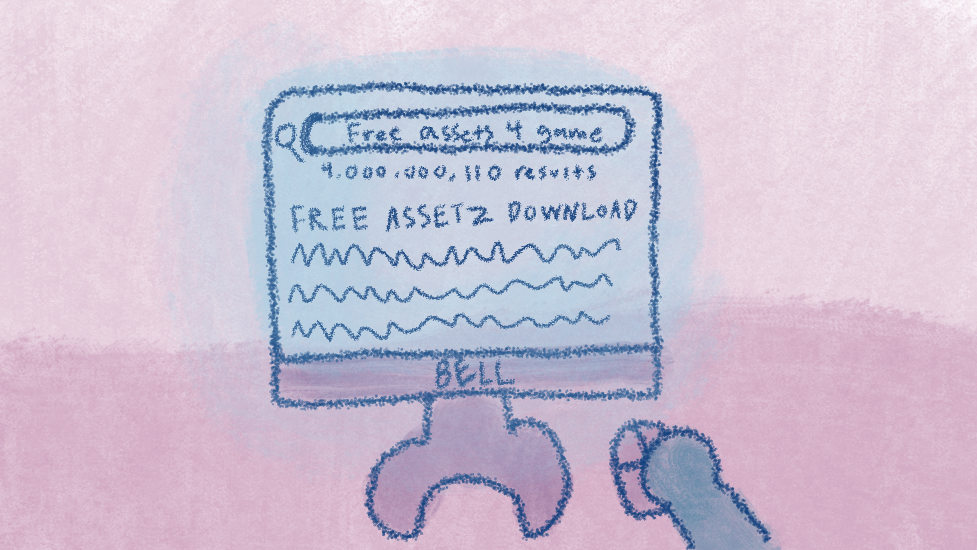 Free assets 4 game
4.000.000,110 results
FREE ASSETZ DOWNLOAD
BELL